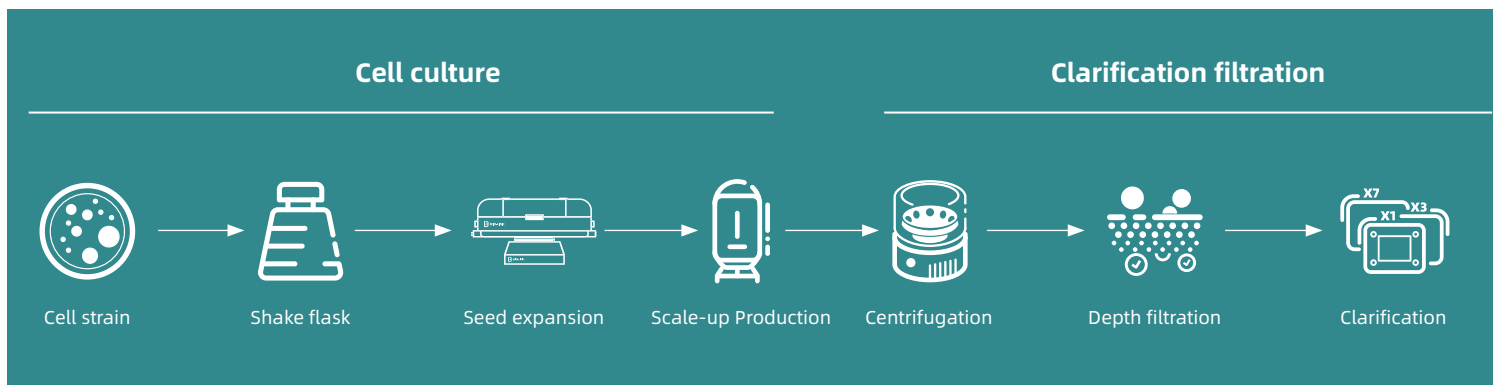 Cell culture
Clarification filtration
X7
X3
X1
Cell strain
Shake flask
Seed expansion
Scale-up Production
Centrifugation
Depth filtration
Clarification